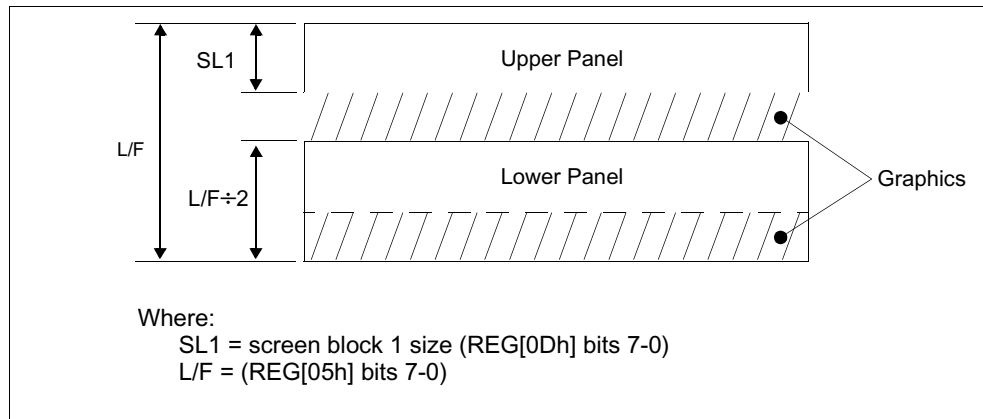 SL1
Upper Panel
L/F
Graphics
L/F÷2
Lower Panel
Where:
SL1 = screen block 1 size (REG[0Dh] bits 7-0)
L/F = (REG[05h] bits 7-0)